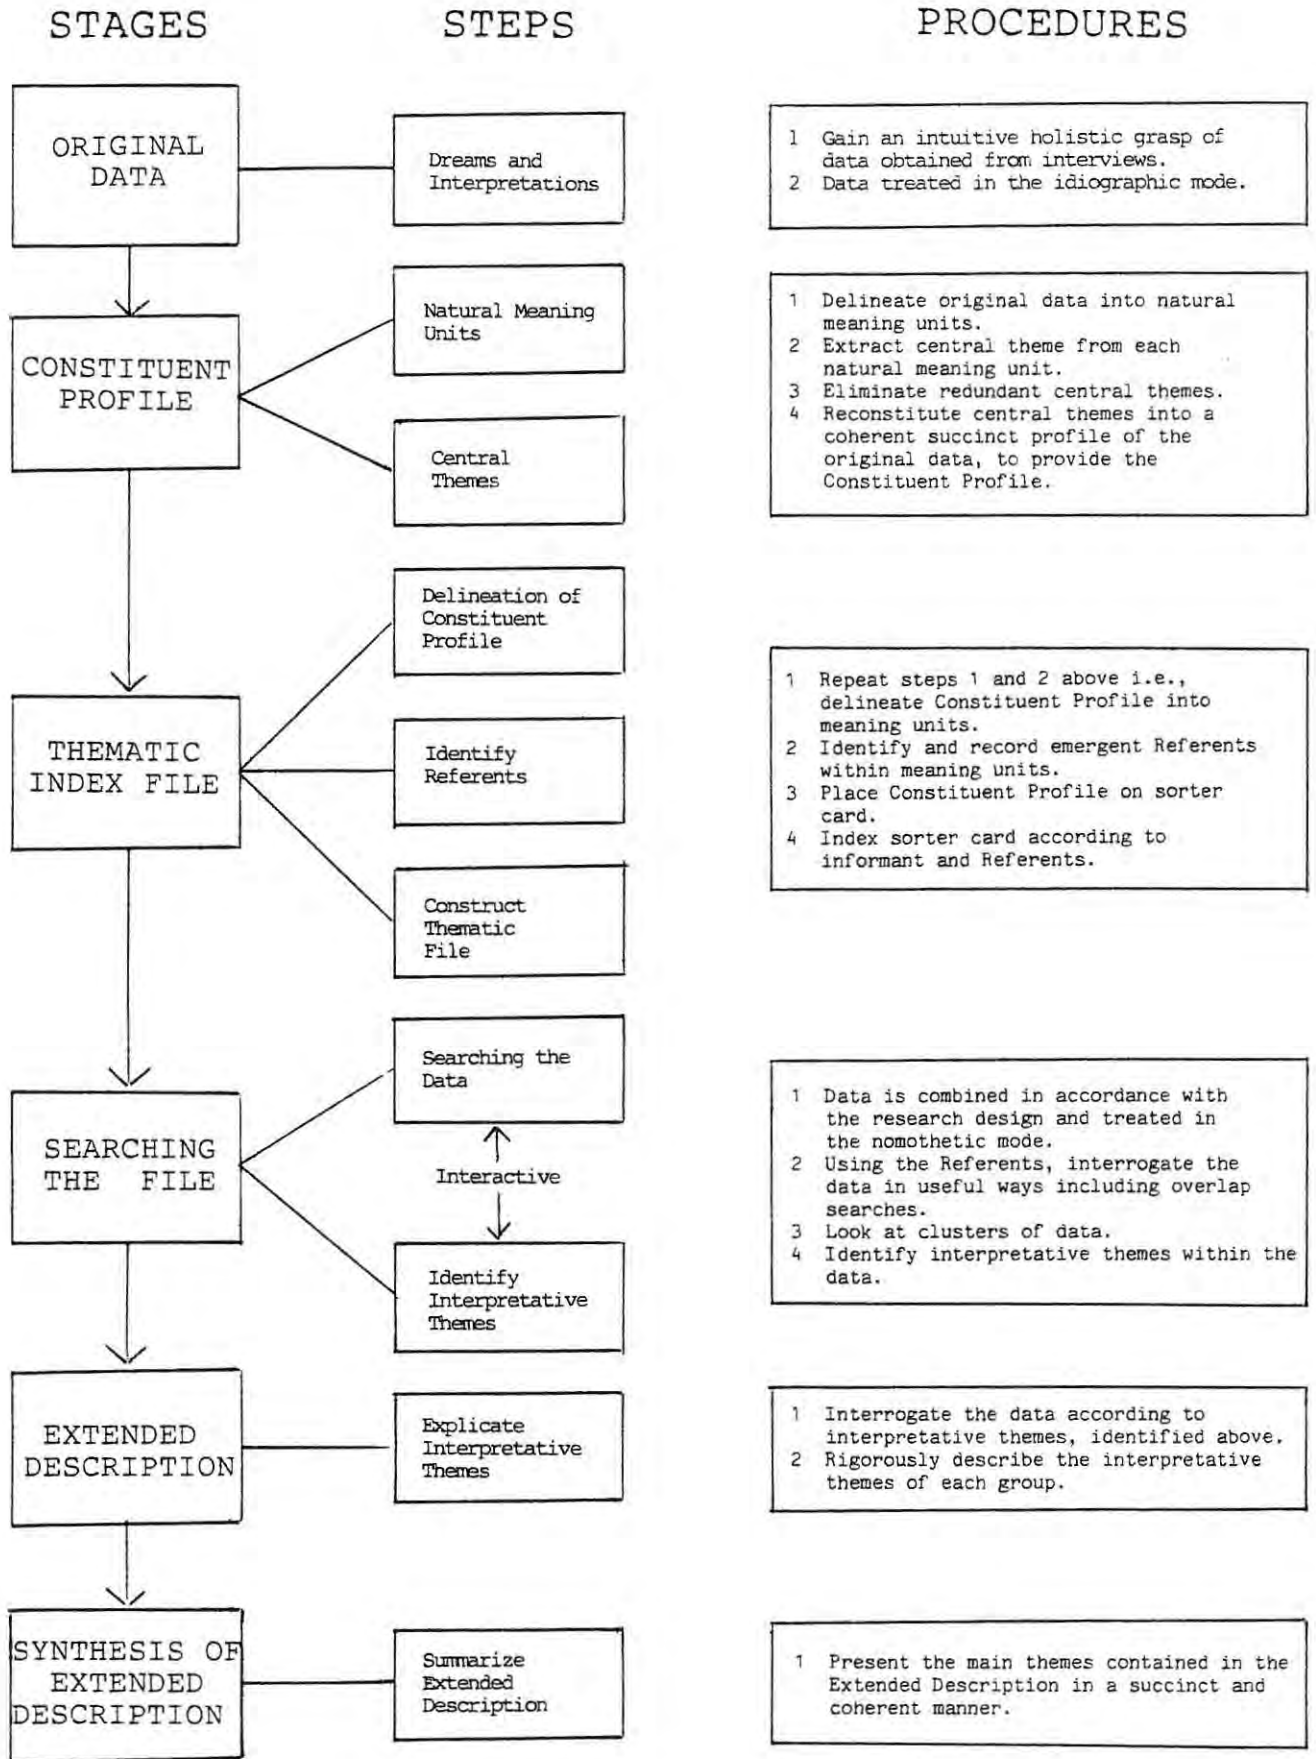 STAGES STEPS PROCEDURES
ORIGINAL
DATA
Dreams and
Interpretations
1 Gain an intuitive holistic grasp of
data obtained from interviews.
2 Data treated in the idiographic mode.
CONSTITUENT
PROFILE
Natural Meaning
Units
Central
Themes
1 Delineate original data into natural
meaning units.
2 Extract central theme from each
natural meaning unit.
3 Eliminate redundant central themes.
4 Reconstitute central themes into a
coherent succinct profile of the
original data, to provide the
Constituent Profile.
THEMATIC
INDEX FILE
Delineation of
Constituent
Profile
Identify
Referents
Construct
Thematic
File
1 Repeat steps 1 and 2 above i.e.,
delineate Constituent Profile into
meaning units.
2 Identify and record emergent Referents
within meaning units.
3 Place Constituent Profile on sorter
card.
4 Index sorter card according to
informant and Referents.
SEARCHING
THE FILE
Searching the
Data
Interactive
Identify
Interpretative
Themes
1 Data is combined in accordance with
the research design and treated in
the nomothetic mode.
2 Using the Referents, interrogate the
data in useful ways including overlap
searches.
3 Look at clusters of data.
4 Identify interpretative themes within the
data.
EXTENDED
DESCRIPTION
Explicate
Interpretative
Themes
1 Interrogate the data according to
interpretative themes, identified above.
2 Rigorously describe the interpretative
themes of each group.
SYNTHESIS OF
EXTENDED
DESCRIPTION
Summarize
Extended
Description
1 Present the main themes contained in the
Extended Description in a succinct and
coherent manner.